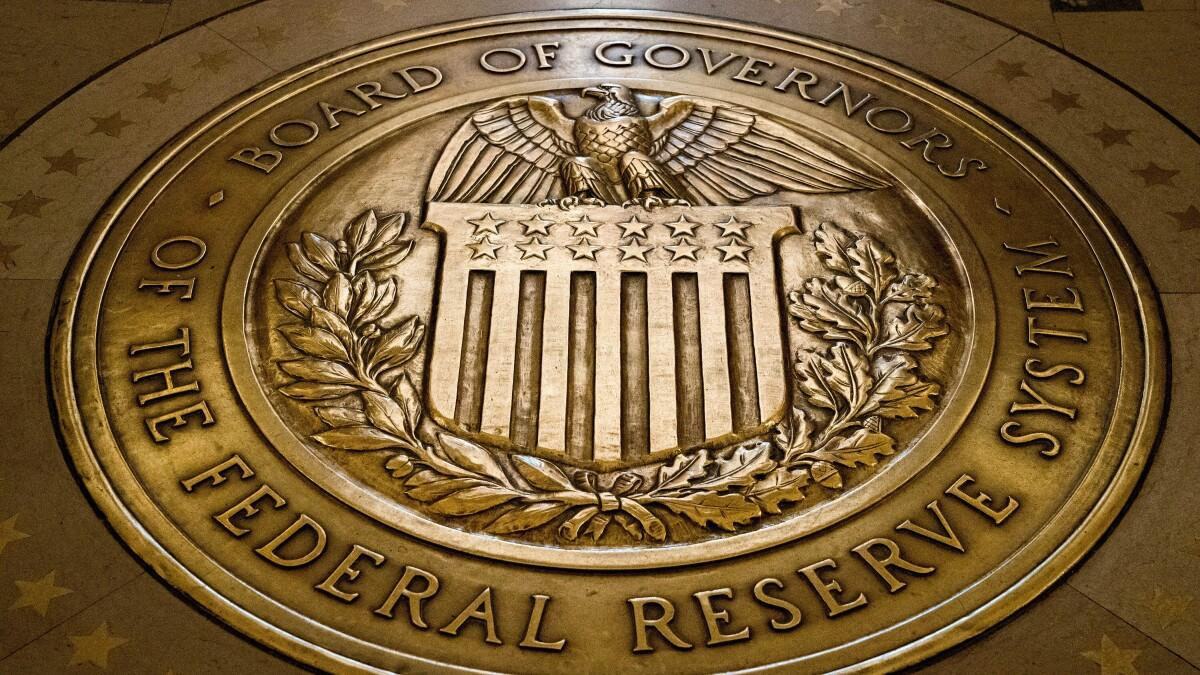 BOARD OF GOVERNORS
OF THE FEDERAL RESERVE SYSTEM